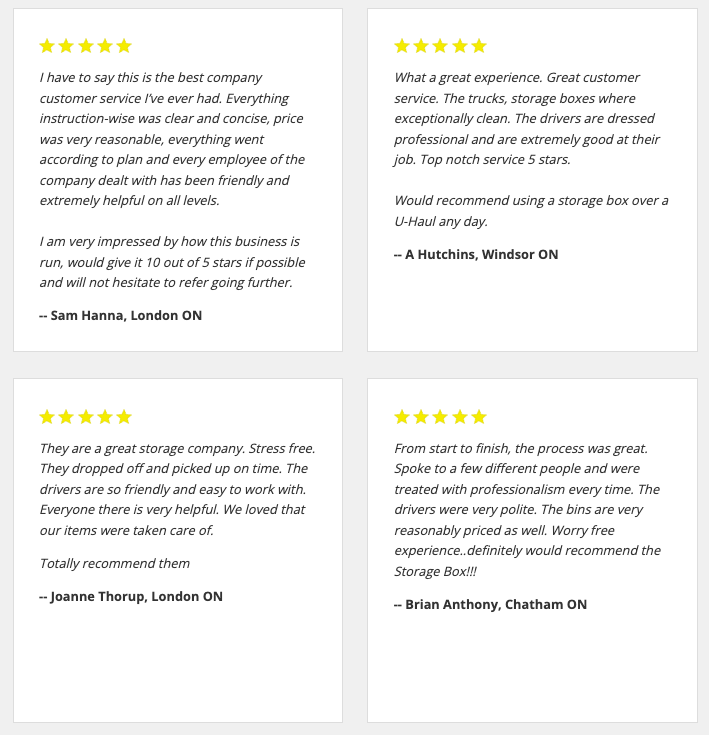 I have to say this is the best company
customer service I've ever had. Everything
instruction-wise was clear and concise, price
was very reasonable, everything went
according to plan and every employee of the
company dealt with has been friendly and
extremely helpful on all levels.
I am very impressed by how this business is
run, would give it 10 out of 5 stars if possible
and will not hesitate to refer going further.
-- Sam Hanna, London ON
What a great experience. Great customer
service. The trucks, storage boxes where
exceptionally clean. The drivers are dressed
professional and are extremely good at their
job. Top notch service 5 stars.
Would recommend using a storage box over a
U-Haul any day.
-- A Hutchins, Windsor ON
They are a great storage company. Stress free.
They dropped off and picked up on time. The
drivers are so friendly and easy to work with.
Everyone there is very helpful. We loved that
our items were taken care of.
Totally recommend them
-- Joanne Thorup, London ON
From start to finish, the process was great.
Spoke to a few different people and were
treated with professionalism every time. The
drivers were very polite. The bins are very
reasonably priced as well. Worry free
experience..definitely would recommend the
Storage Box!!!
-- Brian Anthony, Chatham ON